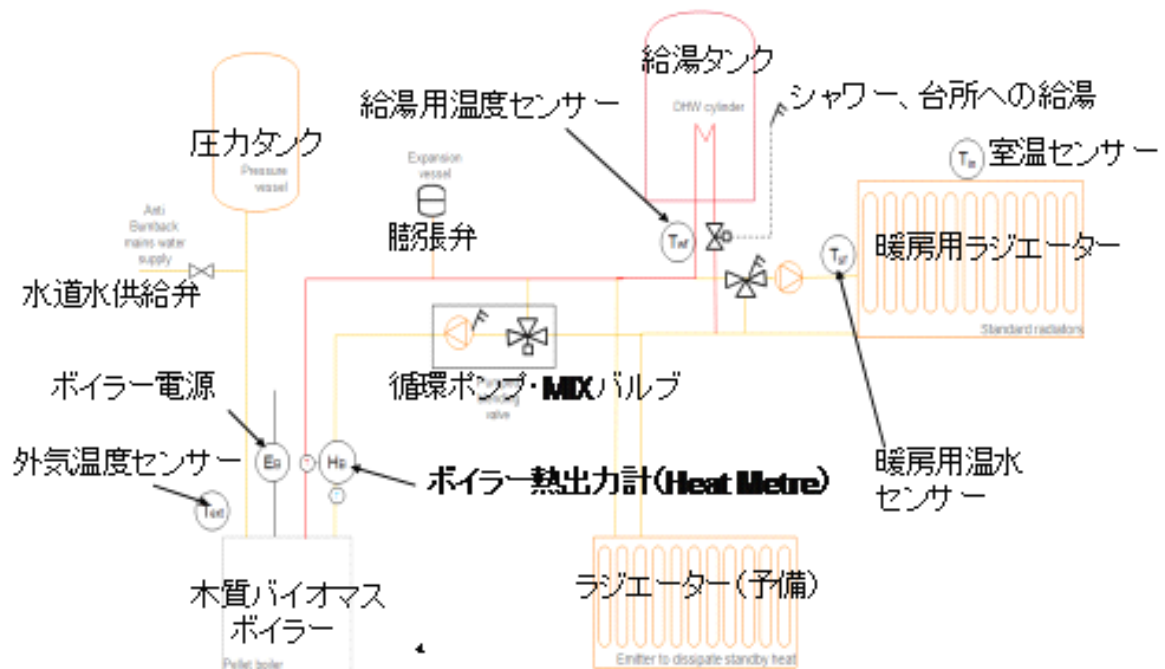 給湯タンク
DHW cylinder
給湯用温度センサー
シャワー、台所への給湯
圧力タンク
Pressure
vessel
Expansion
vessel
膨張弁
Tin
室温センサー
Anti
Burnback
mains water
supply
水道水供給弁
Twf
Tsf
暖房用ラジエーター
Standard radiators
循環ポンプ・MIXバルブ
valve
ボイラー電源
外気温度センサー
EB
HB
ボイラー熱出力計(Heat Metre)
暖房用温水
センサー
Text
木質バイオマス
ボイラー
Pellet boiler
ラジエーター(予備)
Emitter to dissipate standby heat